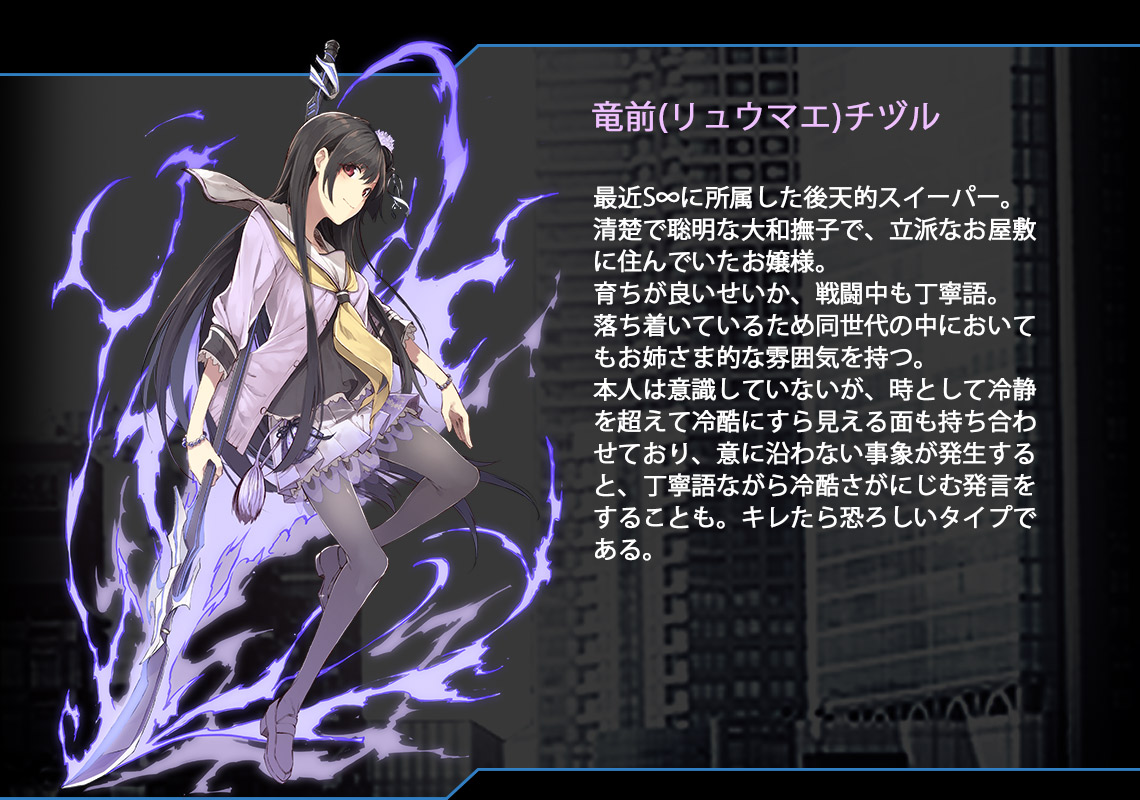 竜前(リュウマエ)チヅル
最近S∞に所属した後天的スイーパー。
清楚で聡明な大和撫子で、立派なお屋敷
に住んでいたお嬢様。
育ちが良いせいか、戦闘中も丁寧語。
落ち着いているため同世代の中において
もお姉さま的な雰囲気を持つ。
本人は意識していないが、時として冷静
を超えて冷酷にすら見える面も持ち合わ
せており、意に沿わない事象が発生する
と、丁寧語ながら冷酷さがにじむ発言を
することも。キレたら恐ろしいタイプで
ある。